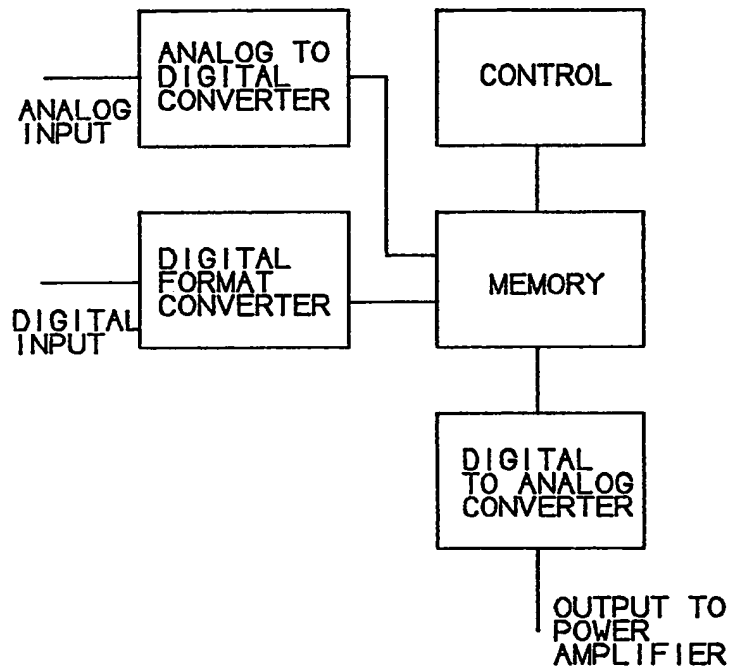 ANALOG TO
DIGITAL
CONVERTER
CONTROL
ANALOG
INPUT
DIGITAL
FORMAT
CONVERTER
MEMORY
DIGITAL
INPUT
DIGITAL
TO ANALOG
CONVERTER
OUTPUT TO
POWER
AMPLIFIER